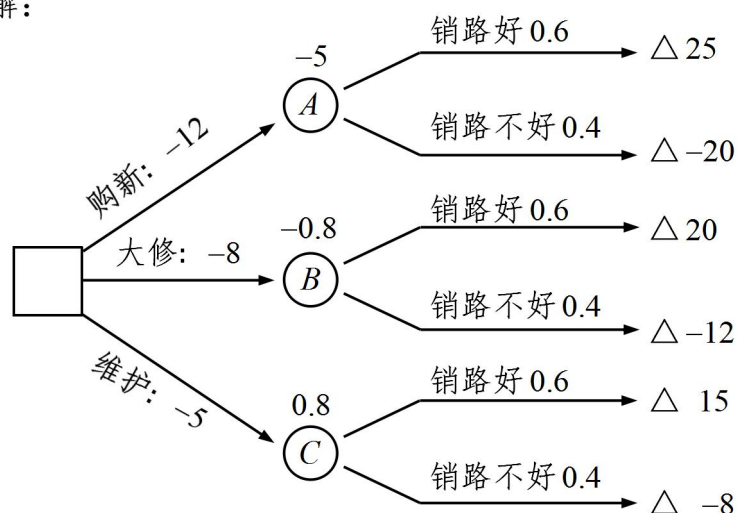 解:
-5
A
销路好 0.6
△ 25
销路不好 0.4
△ -20
购新: -12
大修: -8
-0.8
B
销路好 0.6
△ 20
销路不好 0.4
△ -12
维护: -5
0.8
C
销路好 0.6
△ 15
销路不好 0.4
△ -8